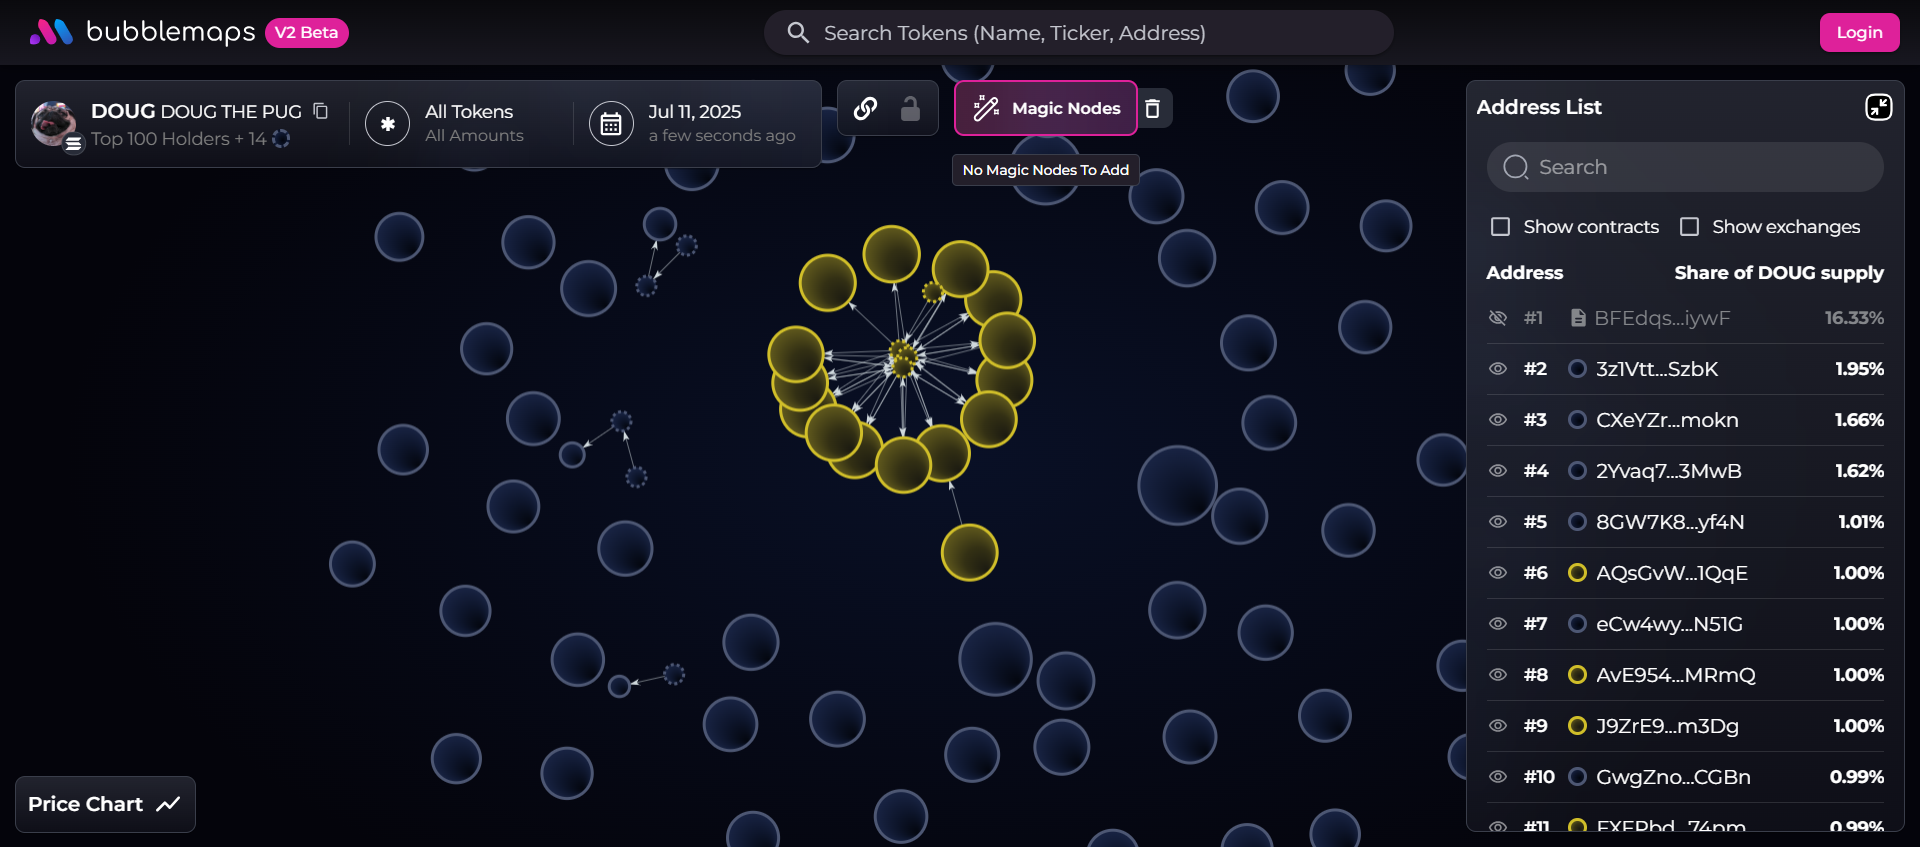 bubblemaps V2 Beta
Search Tokens (Name, Ticker, Address)
Login
DOUG DOUG THE PUG
Top 100 Holders + 14
All Tokens
All Amounts
Jul 11, 2025
a few seconds ago
Magic Nodes
No Magic Nodes To Add
Address List
Search
Show contracts Show exchanges
Address Share of DOUG supply
#1 BFEdqs...iywF 16.33%
#2 3z1Vtt...SzbK 1.95%
#3 CXeYZr...mokn 1.66%
#4 2Yvaq7...3MwB 1.62%
#5 8GW7K8...yf4N 1.01%
#6 AQsGvW...1QqE 1.00%
#7 eCw4wy...N51G 1.00%
#8 AvE954...MRmQ 1.00%
#9 J9ZrE9...m3Dg 1.00%
#10 GwgZno...CGBn 0.99%
#11 0.99%
Price Chart